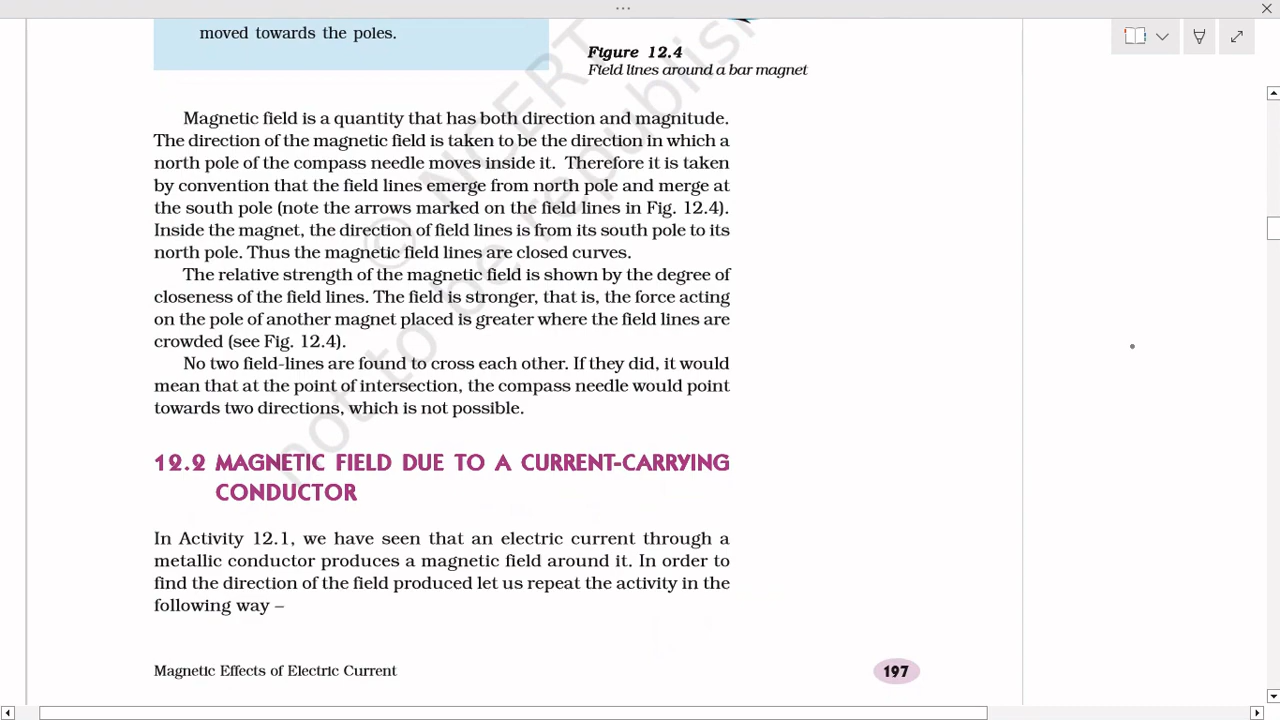 moved towards the poles.
Figure 12.4
Field lines around a bar magnet
Magnetic field is a quantity that has both direction and magnitude.
The direction of the magnetic field is taken to be the direction in which a
north pole of the compass needle moves inside it. Therefore it is taken
by convention that the field lines emerge from north pole and merge at
the south pole (note the arrows marked on the field lines in Fig. 12.4).
Inside the magnet, the direction of field lines is from its south pole to its
north pole. Thus the magnetic field lines are closed curves.
The relative strength of the magnetic field is shown by the degree of
closeness of the field lines. The field is stronger, that is, the force acting
on the pole of another magnet placed is greater where the field lines are
crowded (see Fig. 12.4).
No two field-lines are found to cross each other. If they did, it would
mean that at the point of intersection, the compass needle would point
towards two directions, which is not possible.
12.2 MAGNETIC FIELD DUE TO A CURRENT-CARRYING
CONDUCTOR
In Activity 12.1, we have seen that an electric current through a
metallic conductor produces a magnetic field around it. In order to
find the direction of the field produced let us repeat the activity in the
following way –
Magnetic Effects of Electric Current
197
© NCERT
not to be republish